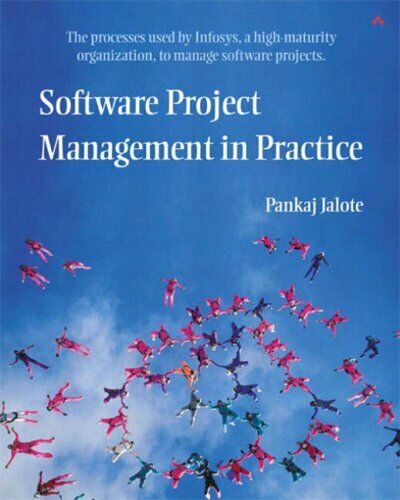 The processes used by Infosys, a high-maturity
organization, to manage software projects.
Software Project
Management in Practice
Pankaj Jalote